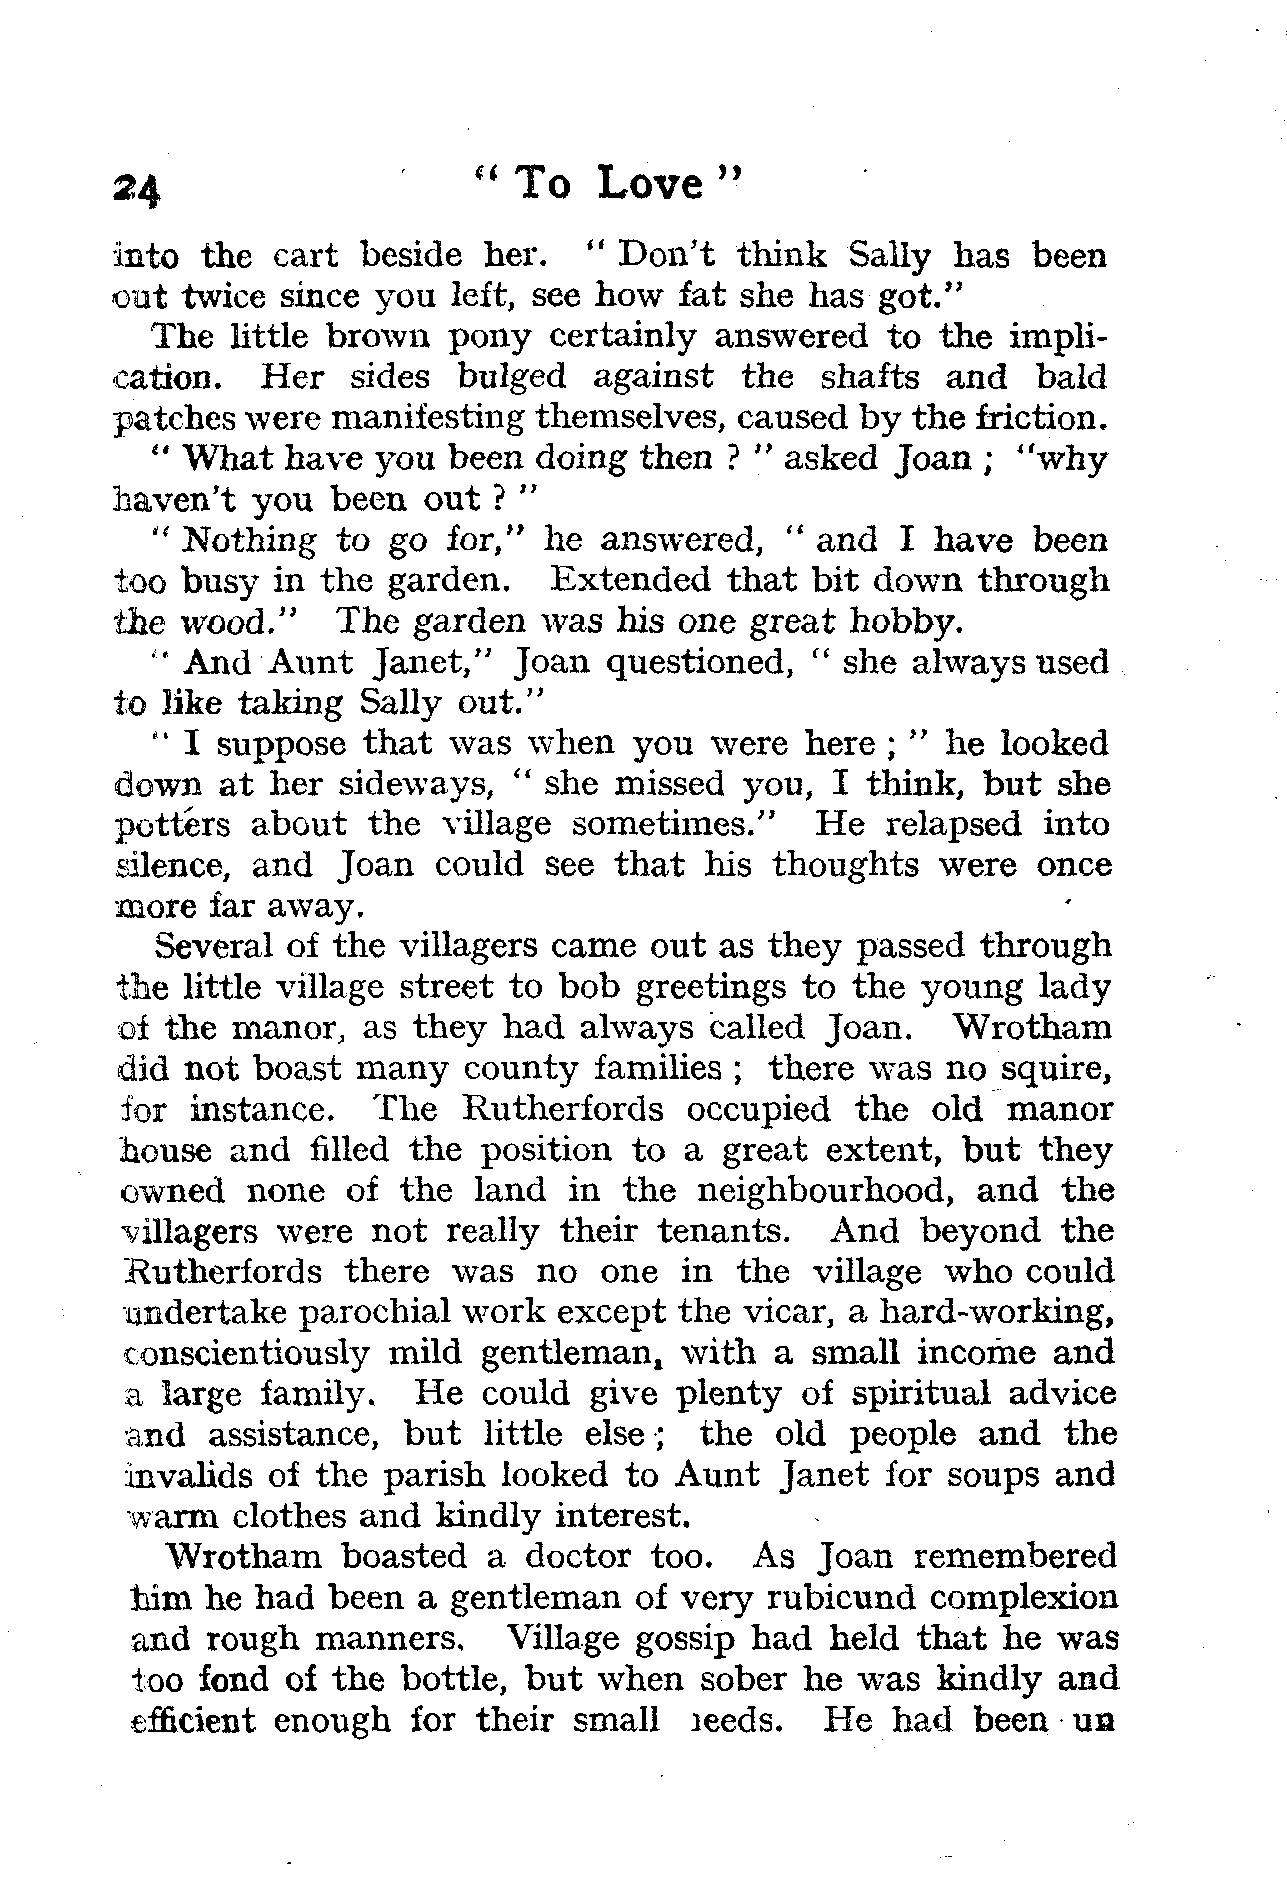 24 “ To Love ”
into the cart beside her. “ Don't think Sally has been
out twice since you left, see how fat she has got.”
The little brown pony certainly answered to the impli-
cation. Her sides bulged against the shafts and bald
patches were manifesting themselves, caused by the friction.
“ What have you been doing then ? ” asked Joan ; “why
haven't you been out ? ”
“ Nothing to go for,” he answered, “ and I have been
too busy in the garden. Extended that bit down through
the wood.” The garden was his one great hobby.
“ And Aunt Janet,” Joan questioned, “ she always used
to like taking Sally out.”
“ I suppose that was when you were here ; ” he looked
down at her sideways, “ she missed you, I think, but she
potters about the village sometimes.” He relapsed into
silence, and Joan could see that his thoughts were once
more far away.
Several of the villagers came out as they passed through
the little village street to bob greetings to the young lady
of the manor, as they had always called Joan. Wrotham
did not boast many county families ; there was no squire,
for instance. The Rutherfords occupied the old manor
house and filled the position to a great extent, but they
owned none of the land in the neighbourhood, and the
villagers were not really their tenants. And beyond the
Rutherfords there was no one in the village who could
undertake parochial work except the vicar, a hard-working,
conscientiously mild gentleman, with a small income and
a large family. He could give plenty of spiritual advice
and assistance, but little else ; the old people and the
invalids of the parish looked to Aunt Janet for soups and
warm clothes and kindly interest.
Wrotham boasted a doctor too. As Joan remembered
him he had been a gentleman of very rubicund complexion
and rough manners. Village gossip had held that he was
too fond of the bottle, but when sober he was kindly and
efficient enough for their small needs. He had been un